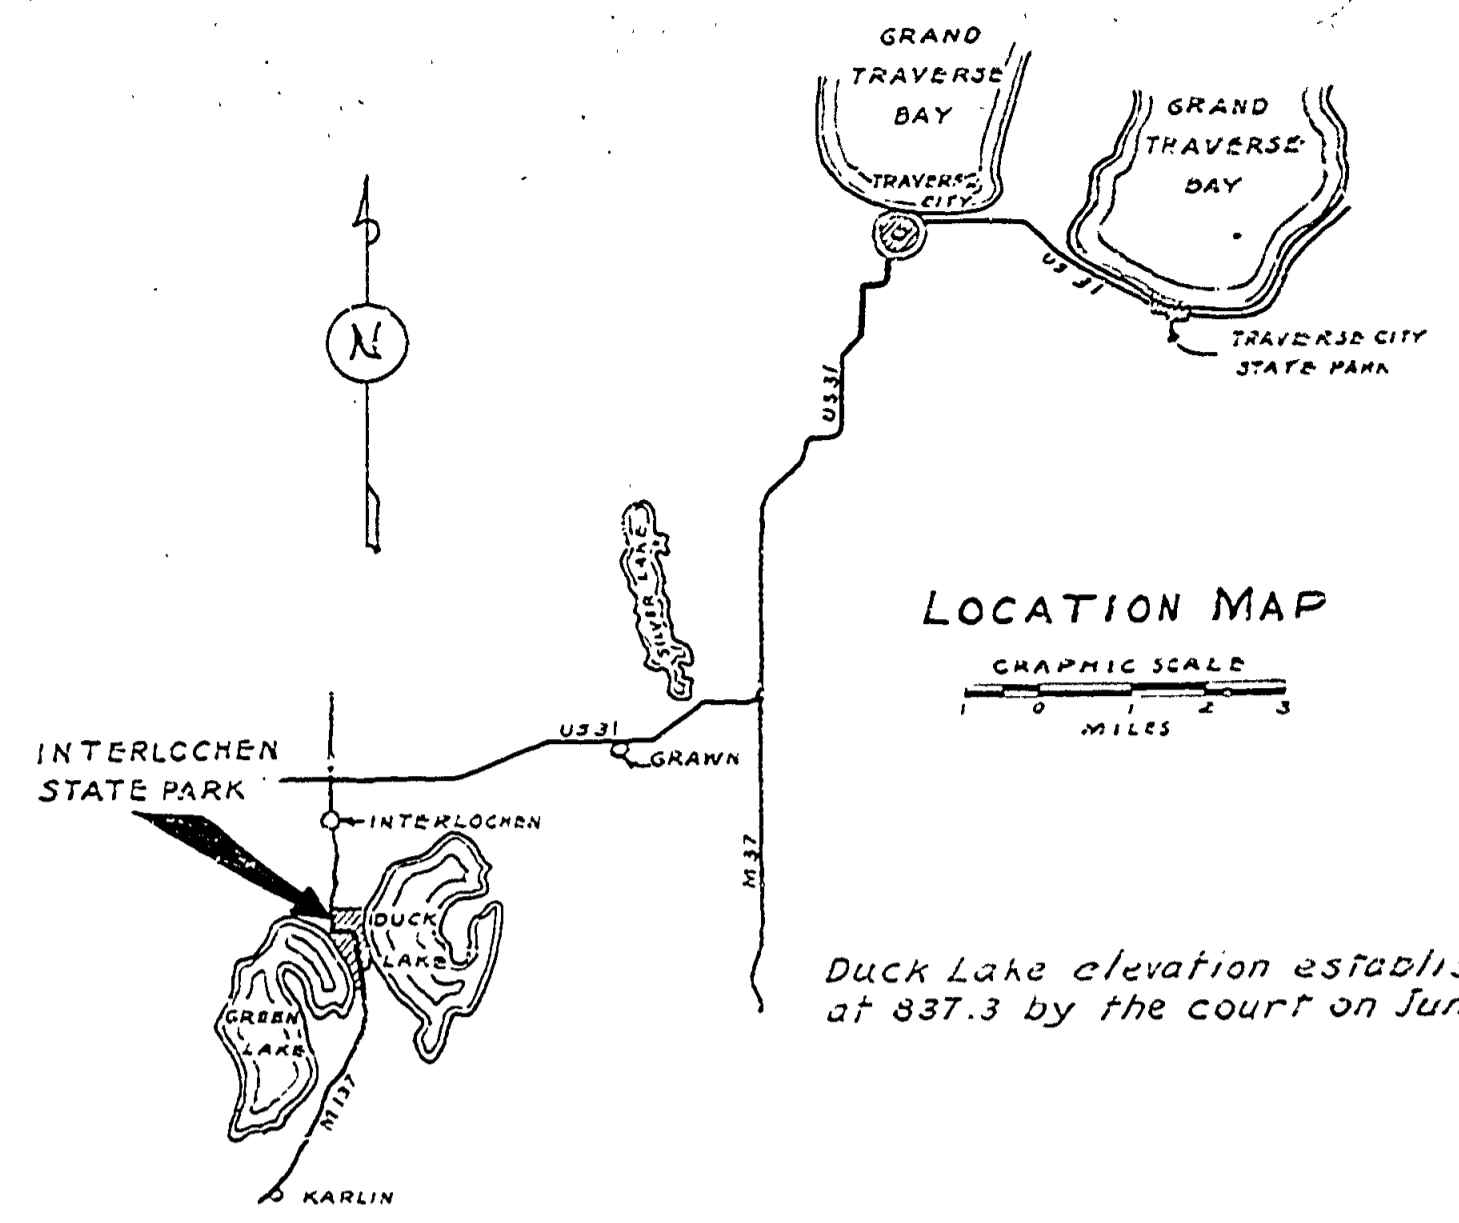 GRAND
TRAVERSE
BAY
GRAND
TRAVERSE
BAY
TRAVERSE
CITY
US 31
TRAVERSE CITY
STATE PARK
US 31
N
SILVER LAKE
LOCATION MAP
GRAPHIC SCALE
1 0 1 2 3
MILES
US 31
GRAWN
INTERLOCHEN
STATE PARK
INTERLOCHEN
M 37
DUCK
LAKE
Duck Lake elevation
at 837.3 by the court on
GREEN
LAKE
M 137
KARLIN